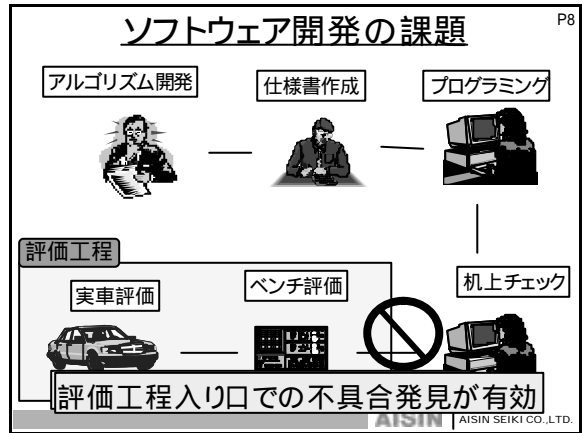 P8
ソフトウェア開発の課題
アルゴリズム開発
仕様書作成
プログラミング
評価工程
実車評価
ベンチ評価
机上チェック
評価工程入り口での不具合発見が有効
AISIN
AISIN SEIKI CO.,LTD.